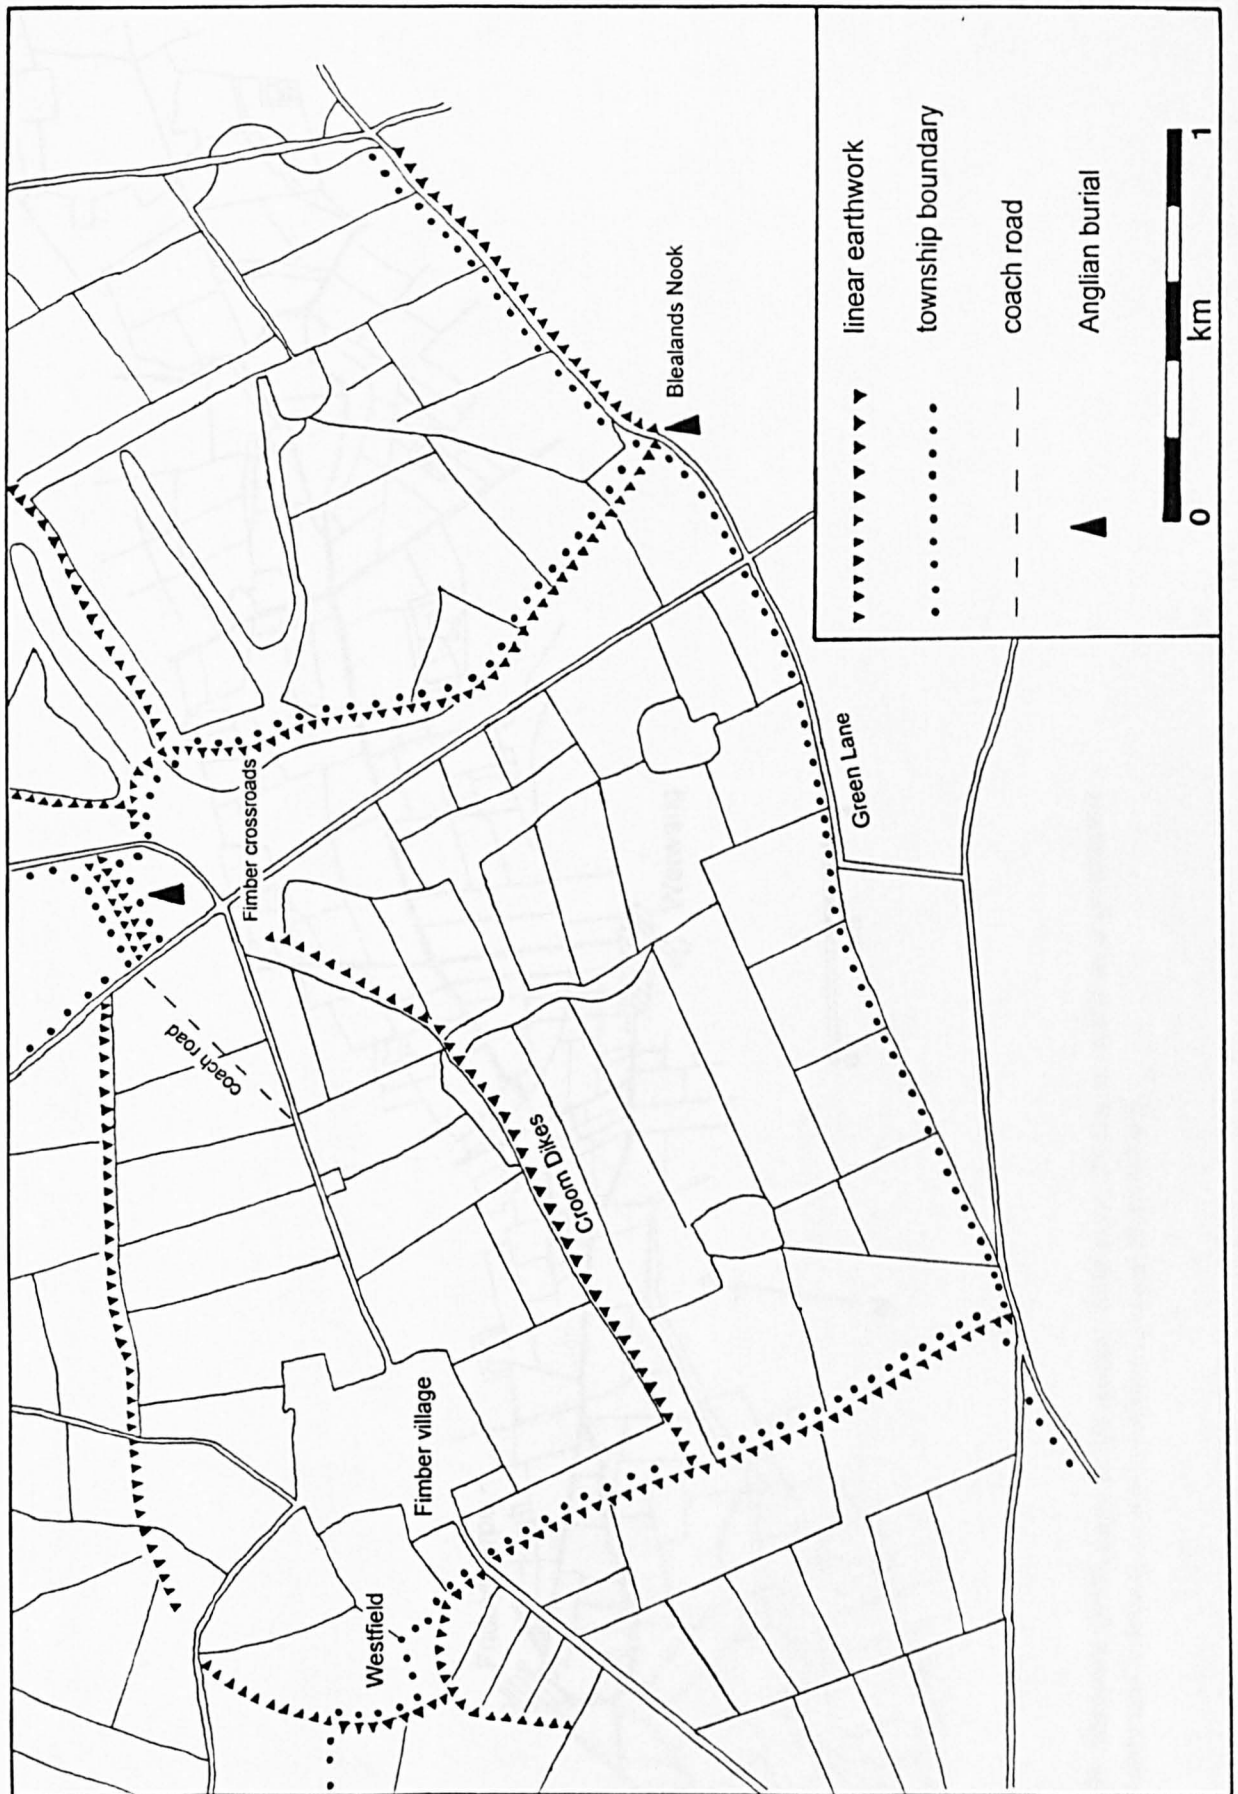 Westfield
Fimber village
coach road
Croom Dikes
Fimber crossroads
Green Lane
Blealands Nook
linear earthwork
township boundary
coach road
Anglian burial
0 km 1